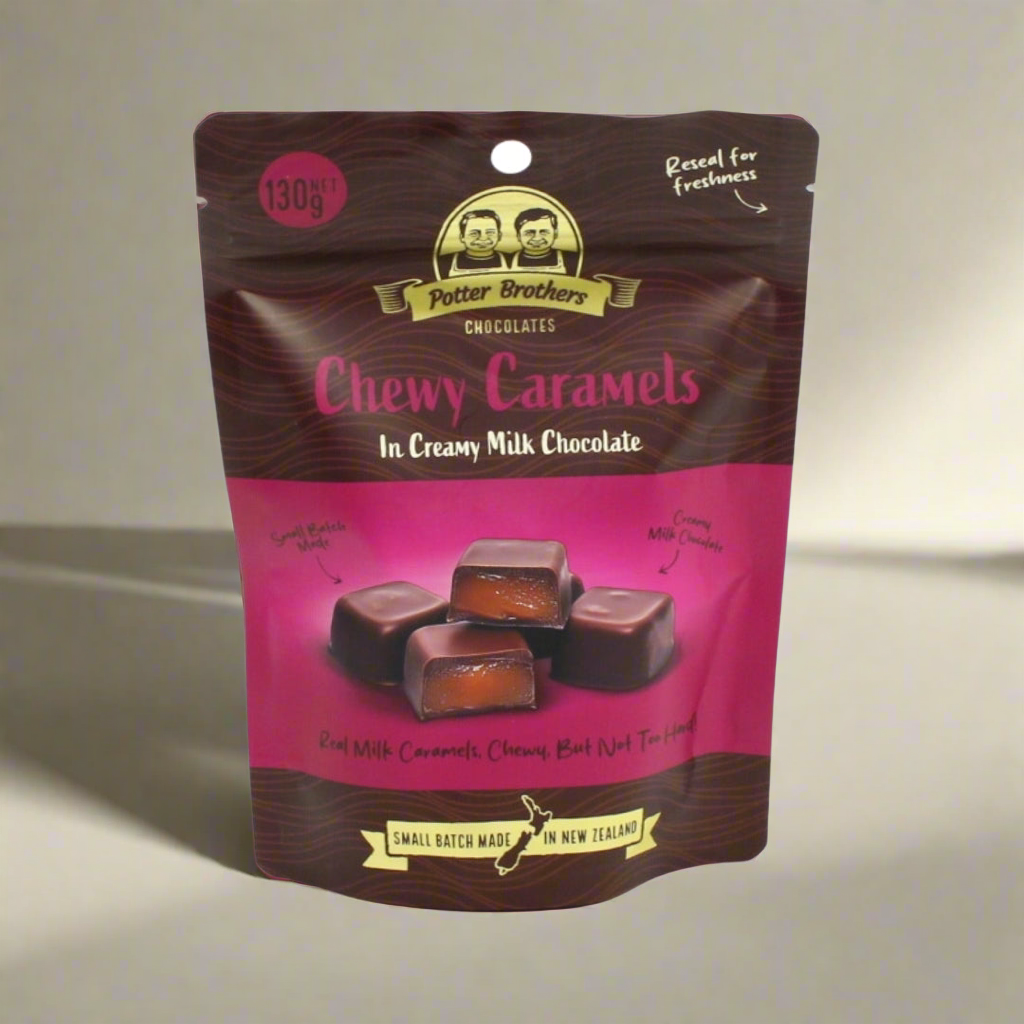 130g NET
Reseal for
freshness
Potter Brothers
CHOCOLATES
Chewy Caramels
In Creamy Milk Chocolate
Small Batch
Made
Creamy
Milk Chocolate
Real Milk Caramels, Chewy, But Not Too Hard!
SMALL BATCH MADE IN NEW ZEALAND